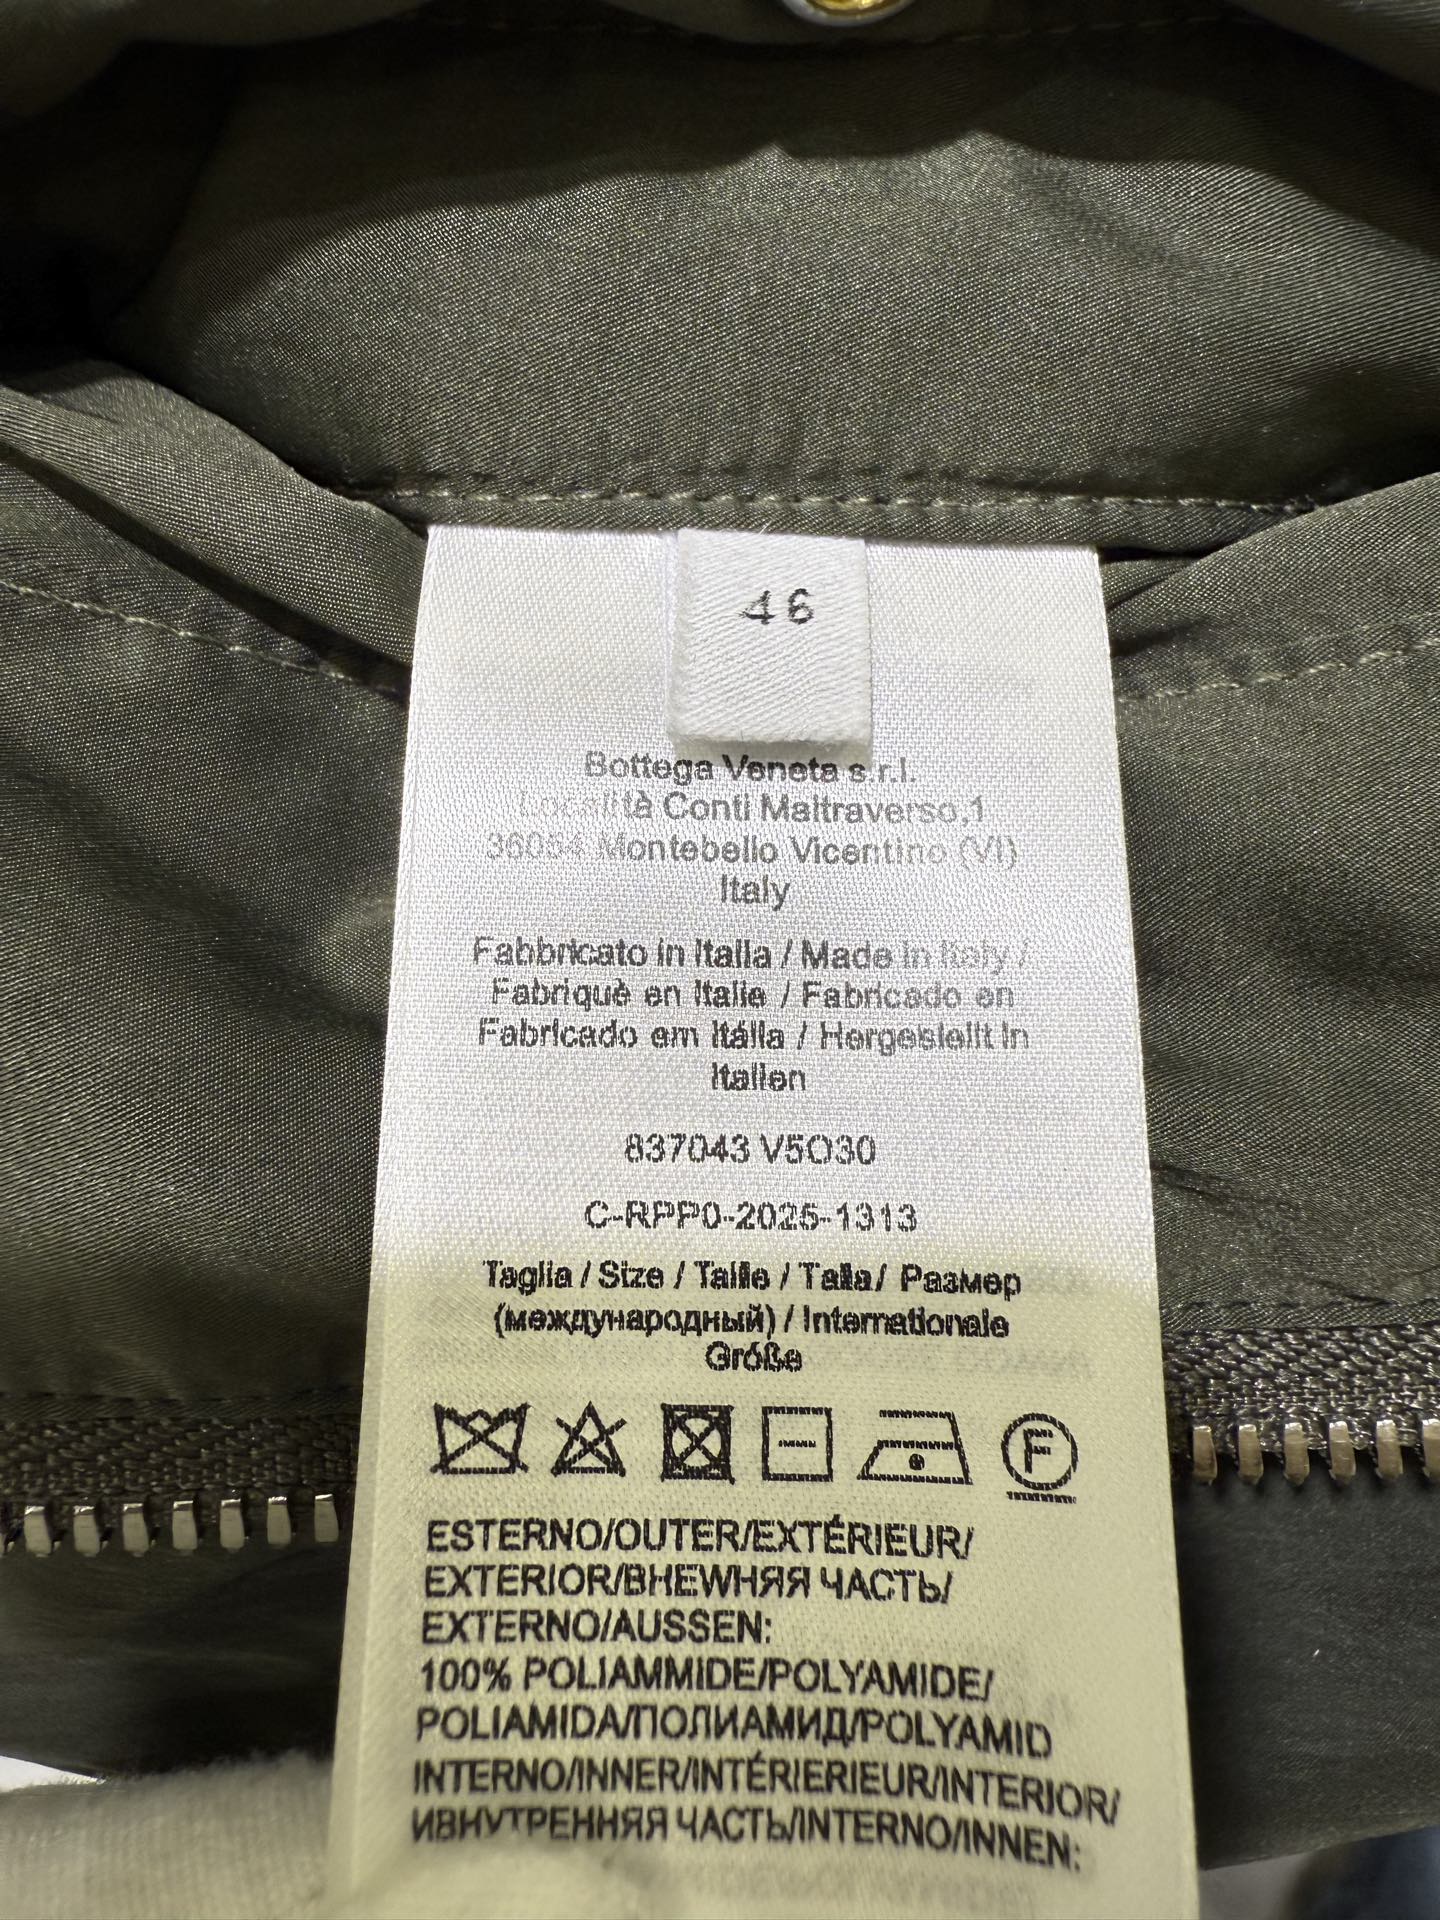 46
Bottega Veneta s.r.l.
Località Conti Maltraverso,1
36054 Montebello Vicentino (VI)
Italy
Fabbricato in Italia / Made in Italy /
Fabriqué en Italie / Fabricado en
Fabricado em Itália / Hergestellt in
Italien
837043 V5O30
C-RPP0-2025-1313
Taglia / Size / Taille / Talla/ Размер
(международный) / Internationale
Größe
F
ESTERNO/OUTER/EXTÉRIEUR/
EXTERIOR/ВНЕWНЯЯ ЧАСТЬ/
EXTERNO/AUSSEN:
100% POLIAMMIDE/POLYAMIDE/
POLIAMIDA/ПОЛИАМИД/POLYAMID
INTERNO/INNER/INTÉRIERIEUR/INTERIOR/
ИВНУТРЕННЯЯ ЧАСТЬ/INTERNO/INNEN: